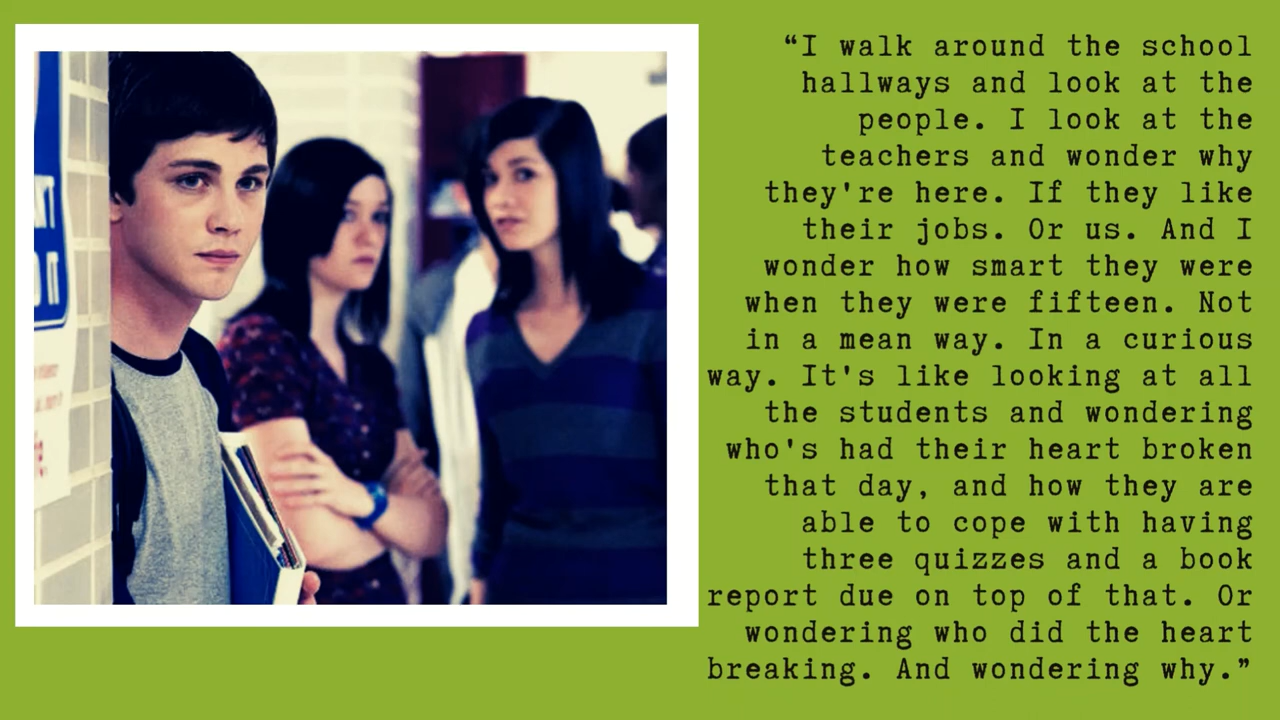 “I walk around the school
hallways and look at the
people. I look at the
teachers and wonder why
they're here. If they like
their jobs. Or us. And I
wonder how smart they were
when they were fifteen. Not
in a mean way. In a curious
way. It's like looking at all
the students and wondering
who's had their heart broken
that day, and how they are
able to cope with having
three quizzes and a book
report due on top of that. Or
wondering who did the heart
breaking. And wondering why.”